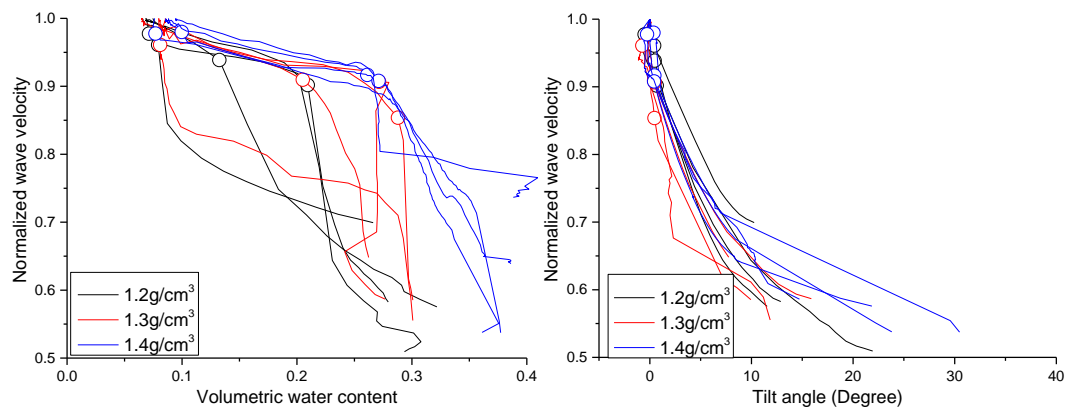 Normalized wave velocity
1.0
0.9
0.8
0.7
0.6
0.5
1.2g/cm³
1.3g/cm³
1.4g/cm³
0.0 0.1 0.2 0.3 0.4
Volumetric water content
Normalized wave velocity
1.0
0.9
0.8
0.7
0.6
0.5
1.2g/cm³
1.3g/cm³
1.4g/cm³
0 10 20 30 40
Tilt angle (Degree)